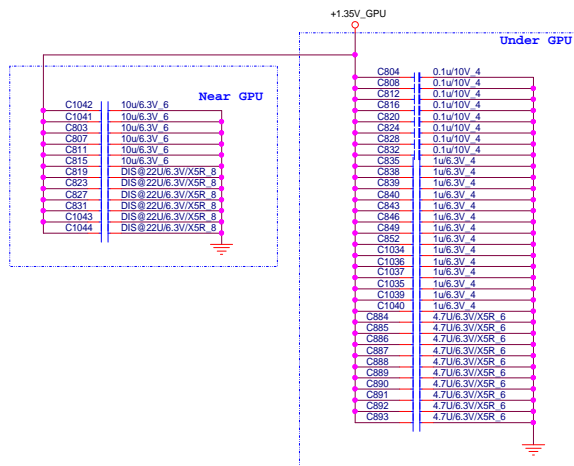 +1.35V_GPU
Under GPU
Near GPU
C1042 10u/6.3V_6
C1041 10u/6.3V_6
C803 10u/6.3V_6
C807 10u/6.3V_6
C811 10u/6.3V_6
C815 10u/6.3V_6
C819 DIS@22U/6.3V/X5R_8
C823 DIS@22U/6.3V/X5R_8
C827 DIS@22U/6.3V/X5R_8
C831 DIS@22U/6.3V/X5R_8
C1043 DIS@22U/6.3V/X5R_8
C1044 DIS@22U/6.3V/X5R_8
C804 0.1u/10V_4
C808 0.1u/10V_4
C812 0.1u/10V_4
C816 0.1u/10V_4
C820 0.1u/10V_4
C824 0.1u/10V_4
C828 0.1u/10V_4
C832 0.1u/10V_4
C835 1u/6.3V_4
C838 1u/6.3V_4
C839 1u/6.3V_4
C840 1u/6.3V_4
C843 1u/6.3V_4
C846 1u/6.3V_4
C849 1u/6.3V_4
C852 1u/6.3V_4
C1034 1u/6.3V_4
C1036 1u/6.3V_4
C1037 1u/6.3V_4
C1035 1u/6.3V_4
C1039 1u/6.3V_4
C1040 1u/6.3V_4
C884 4.7U/6.3V/X5R_6
C885 4.7U/6.3V/X5R_6
C886 4.7U/6.3V/X5R_6
C887 4.7U/6.3V/X5R_6
C888 4.7U/6.3V/X5R_6
C889 4.7U/6.3V/X5R_6
C890 4.7U/6.3V/X5R_6
C891 4.7U/6.3V/X5R_6
C892 4.7U/6.3V/X5R_6
C893 4.7U/6.3V/X5R_6